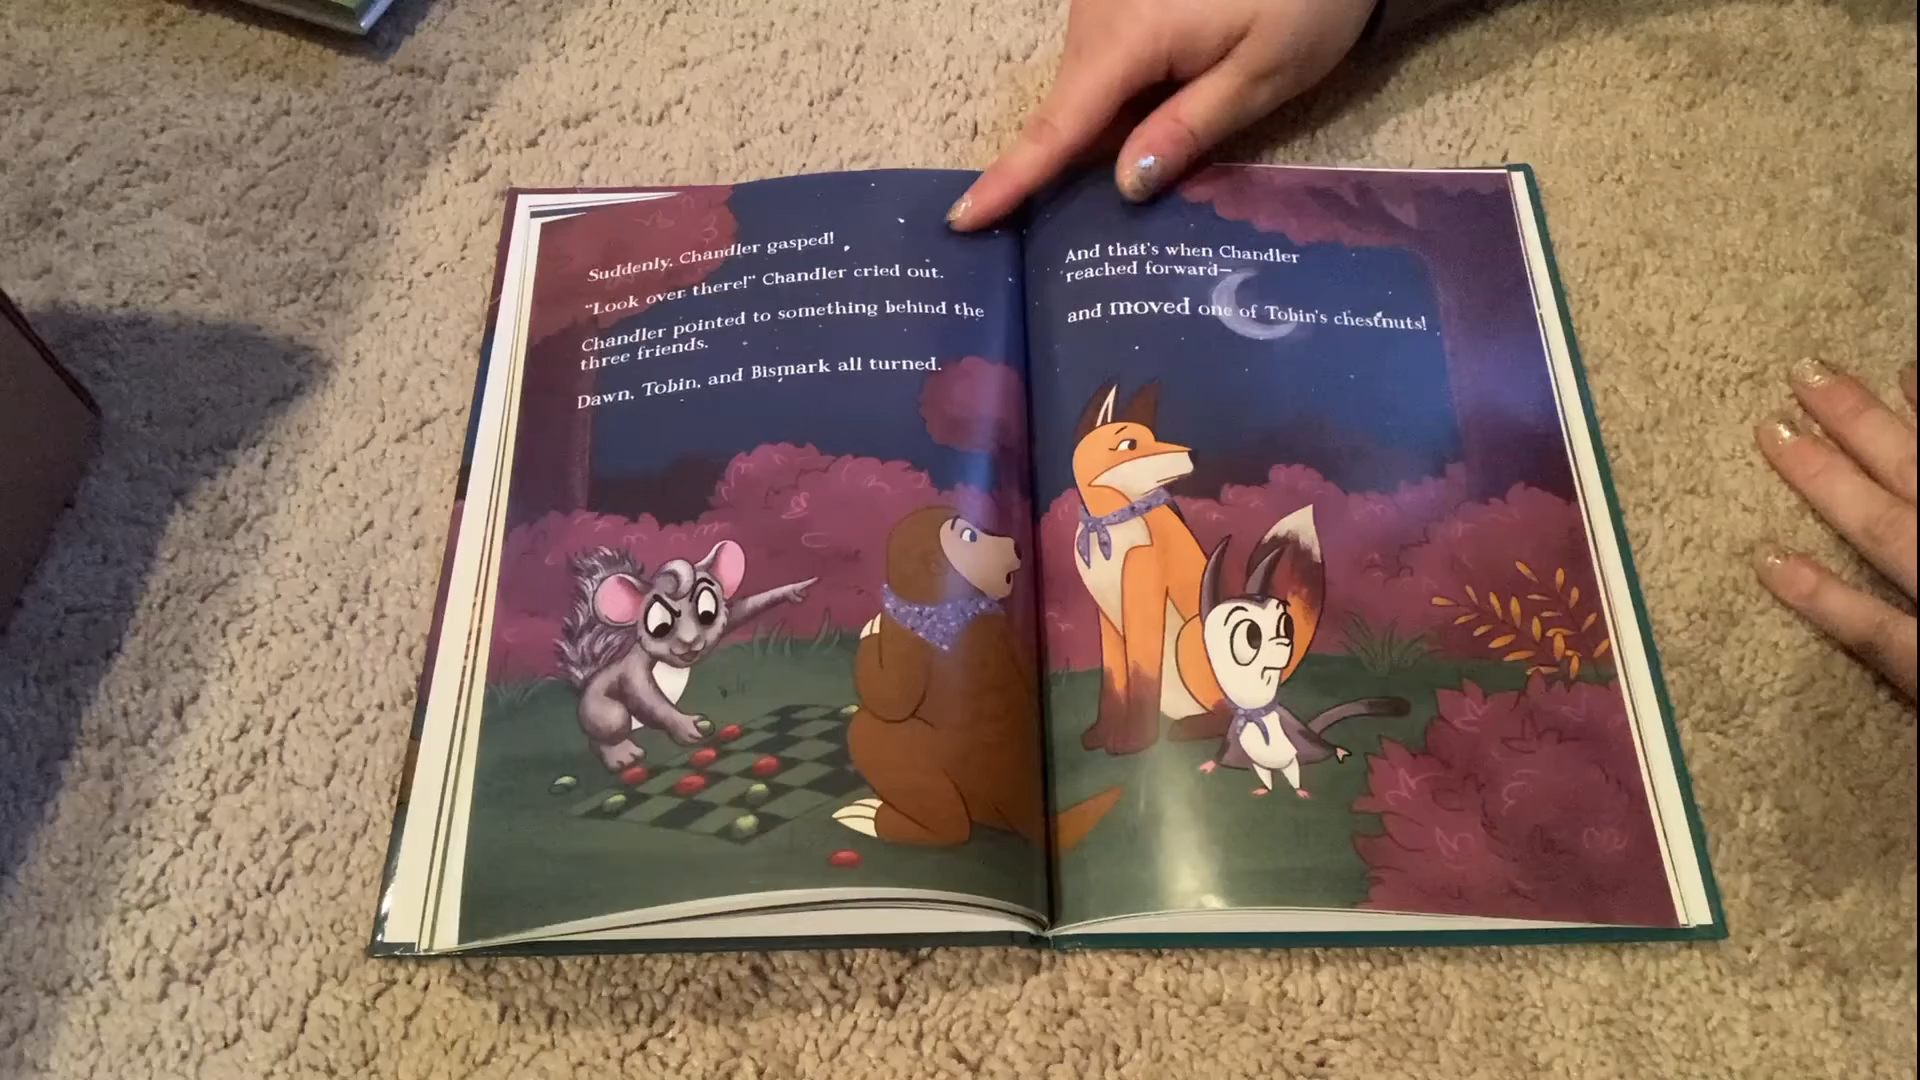 Suddenly, Chandler gasped!
"Look over there!" Chandler cried out.
Chandler pointed to something behind the
three friends.
Dawn, Tobin, and Bismark all turned.
And that's when Chandler
reached forward—
and moved one of Tobin's chestnuts!